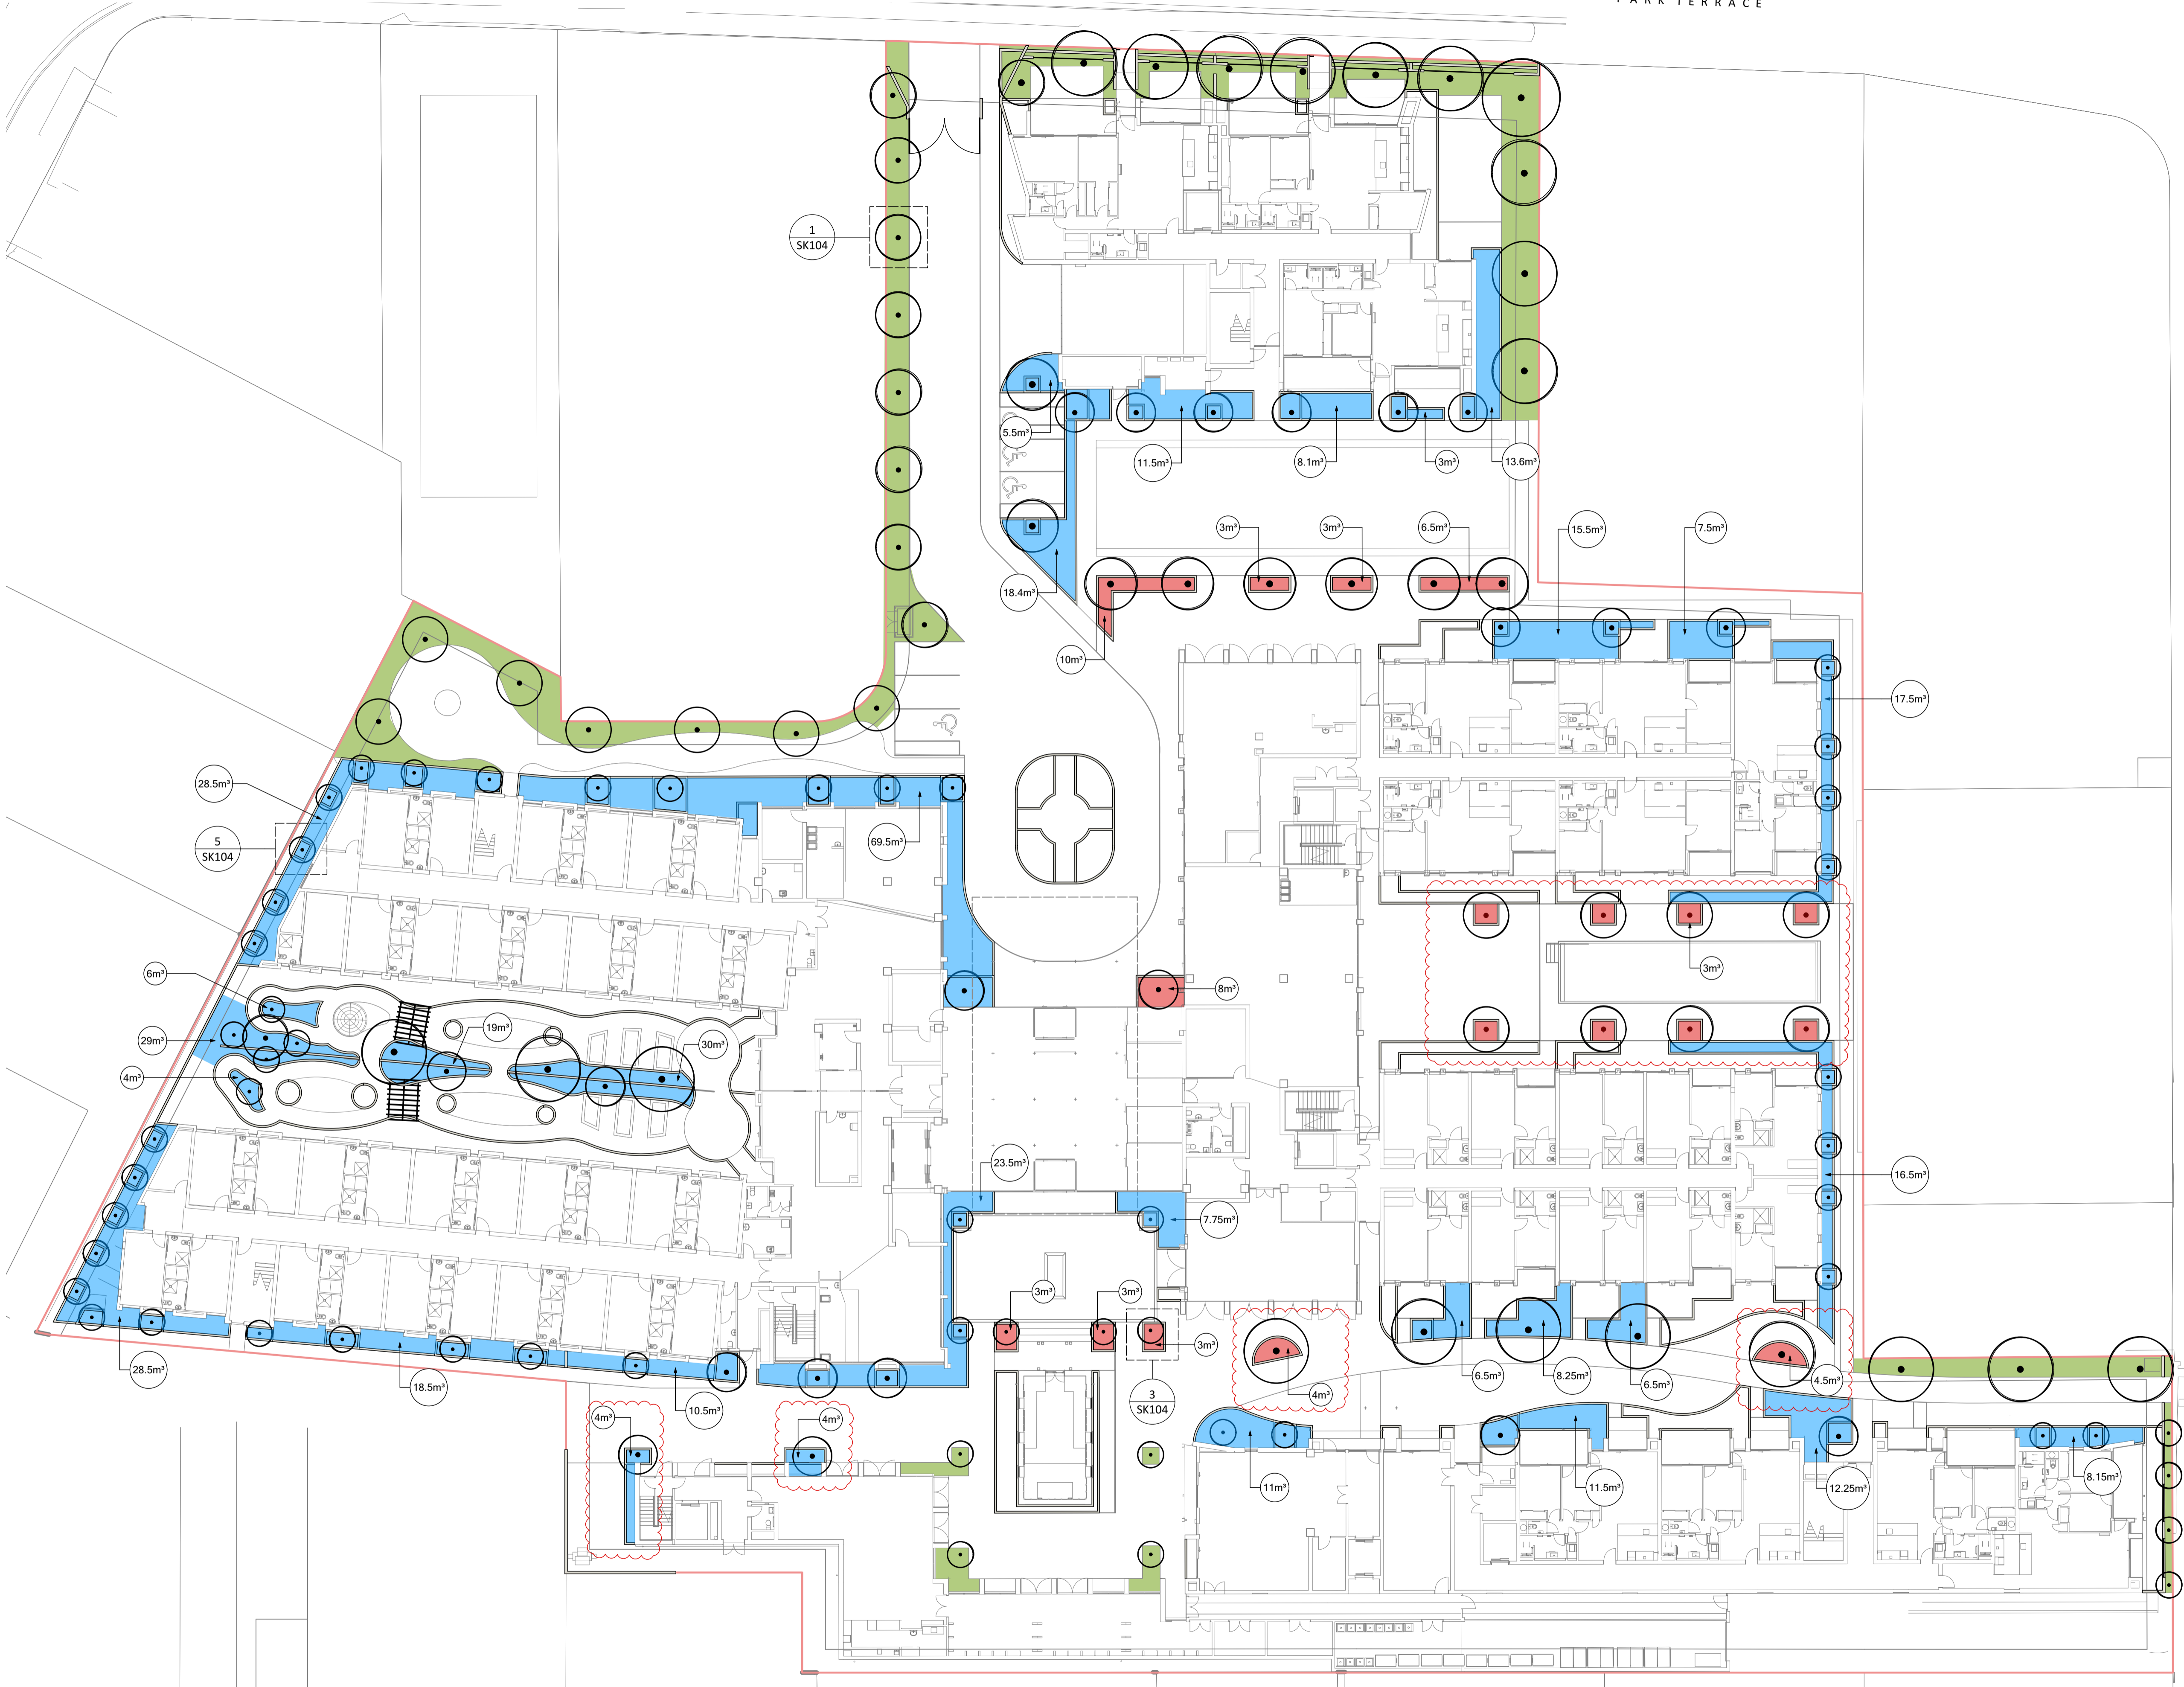 PARK TERRACE
1
SK104
5.5m³
11.5m³
8.1m³
3m³
13.6m³
3m³
3m³
6.5m³
15.5m³
7.5m³
18.4m³
10m³
17.5m³
28.5m³
5
SK104
69.5m³
6m³
3m³
8m³
29m³
19m³
30m³
4m³
23.5m³
16.5m³
7.75m³
3m³
3m³
3m³
28.5m³
18.5m³
10.5m³
3
SK104
4m³
6.5m³
8.25m³
6.5m³
4.5m³
4m³
4m³
11m³
11.5m³
12.25m³
8.15m³